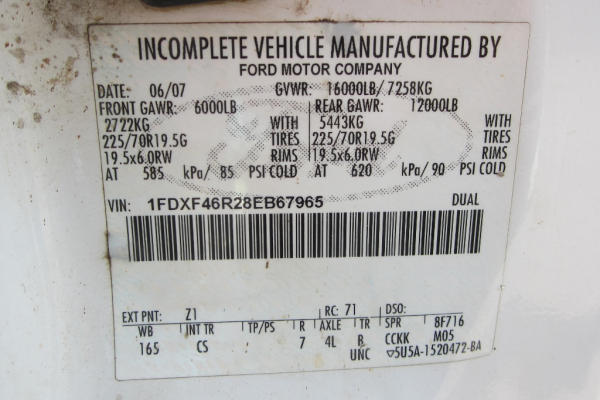 INCOMPLETE VEHICLE MANUFACTURED BY
FORD MOTOR COMPANY
DATE: 06/07 GVWR: 16000LB/ 7258KG
FRONT GAWR: 6000LB REAR GAWR: 12000LB
2722KG WITH 5443KG WITH
225/70R19.5G TIRES 225/70R19.5G TIRES
19.5x6.0RW RIMS 19.5x6.0RW RIMS
AT 585 kPa/ 85 PSI COLD AT 620 kPa/ 90 PSI COLD
VIN: 1FDXF46R28EB67965 DUAL
EXT PNT: Z1 RC: 71 DSO:
WB INT TR TP/PS R AXLE TR SPR 8F716
165 CS 7 4L B CCKK M05
UNC ▽5U5A-1520472-BA